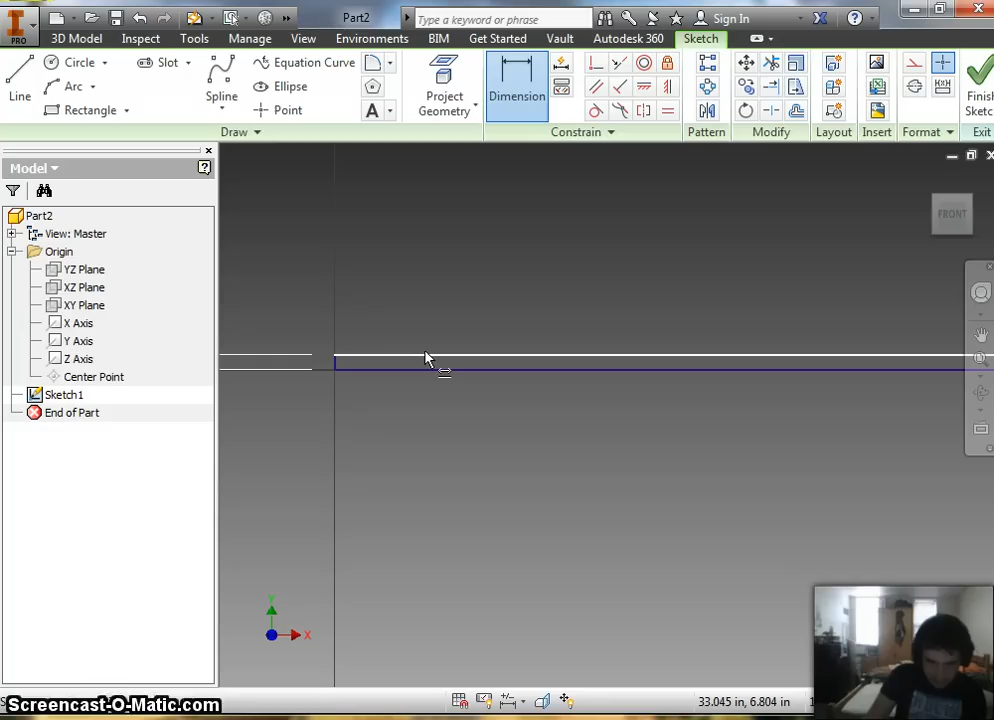 Part2
Type a keyword or phrase
Sign In
PRO
3D Model Inspect Tools Manage View Environments BIM Get Started Vault Autodesk 360 Sketch
Line
Circle
Arc
Rectangle
Slot
Spline
Equation Curve
Ellipse
Point
A
Project
Geometry
Dimension
Finish
Sketc
Draw Constrain Pattern Modify Layout Insert Format Exit
Model
Part2
View: Master
Origin
YZ Plane
XZ Plane
XY Plane
X Axis
Y Axis
Z Axis
Center Point
Sketch1
End of Part
FRONT
Y
X
33.045 in, 6.804 in
Screencast-O-Matic.com